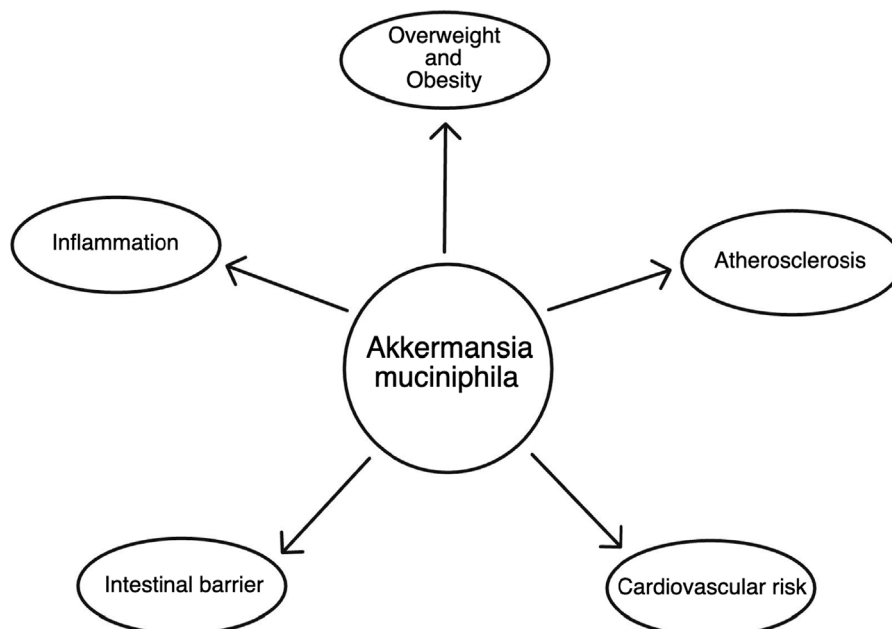 Overweight
and
Obesity
Inflammation
Atherosclerosis
Akkermansia
muciniphila
Intestinal barrier
Cardiovascular risk